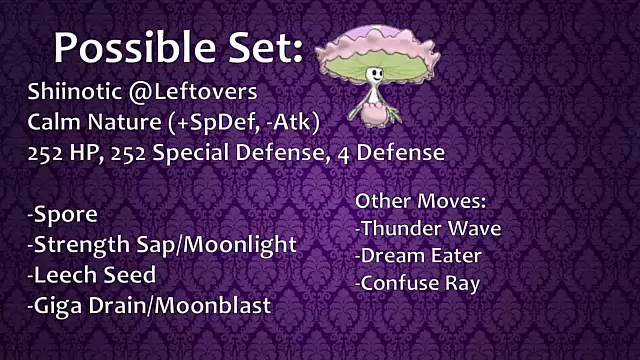 Possible Set:
Shiinotic @Leftovers
Calm Nature (+SpDef, -Atk)
252 HP, 252 Special Defense, 4 Defense
-Spore
-Strength Sap/Moonlight
-Leech Seed
-Giga Drain/Moonblast
Other Moves:
-Thunder Wave
-Dream Eater
-Confuse Ray